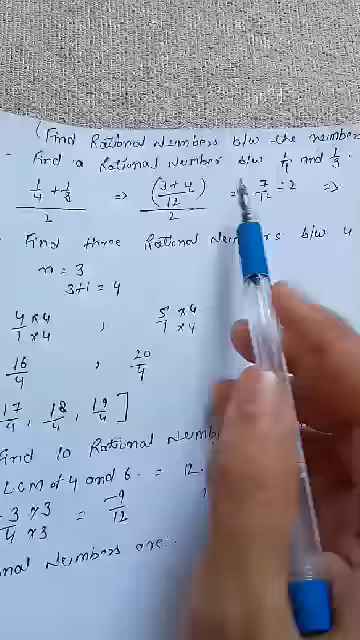 (Find Rational Numbers b/w the numbers
Find a Rational Number b/w 1/4 and 1/3.
(1/4 + 1/3)/2 => ((3+4)/12)/2 = 7/12 ÷ 2 =>
Find three Rational Numbers b/w 4
n = 3
3+1 = 4
4/1 ×4/×4 , 5/1 ×4/×4
16/4 , 20/4
17/4, 18/4, 19/4]
Find 10 Rational Numb
LCM of 4 and 6. = 12.
-3/4 ×3/×3 = -9/12
nal Numbers are:-